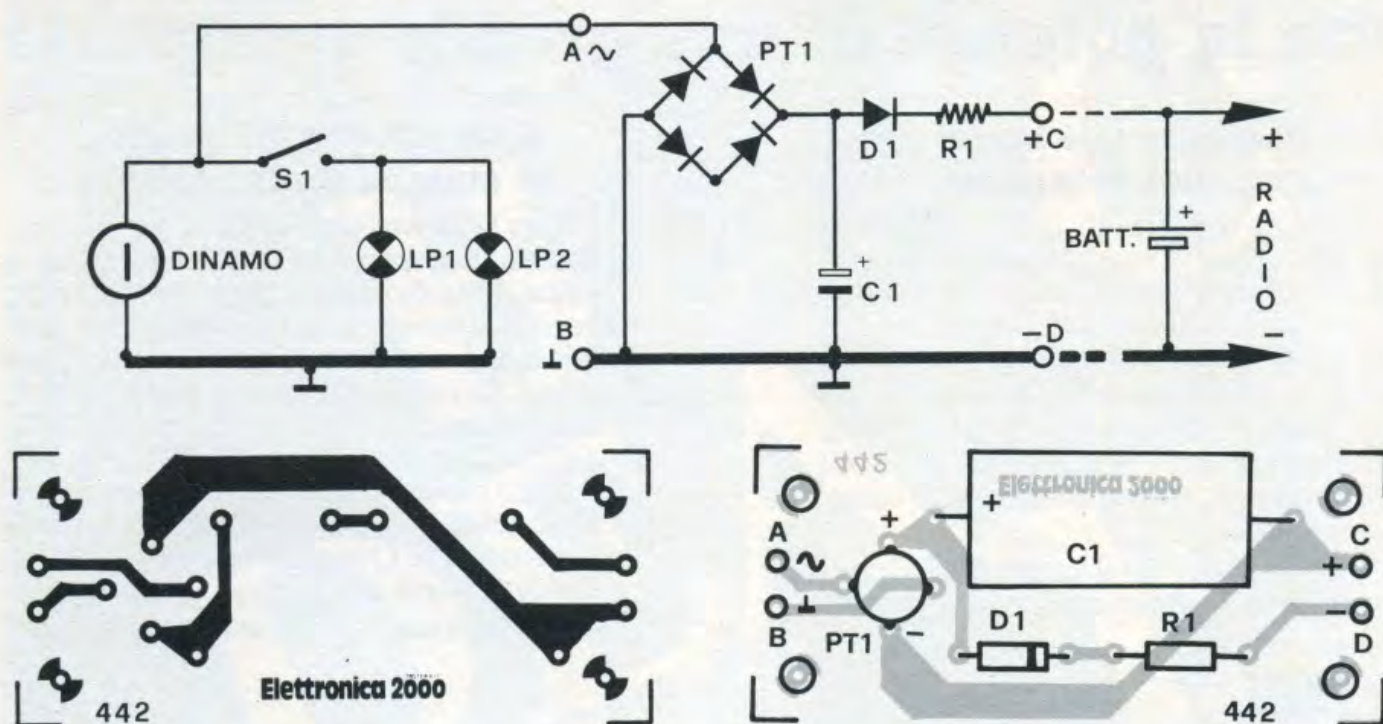 A ∿
PT1
S1
D1
R1
+C
DINAMO
LP1
LP2
+
C1
B
⊥
-D
BATT.
+
+
RADIO
-
Elettronica 2000
442
442
Elettronica 2000
A
∿
+
+
C1
C
+
B
⊥
PT1
-
D1
R1
-
D
442